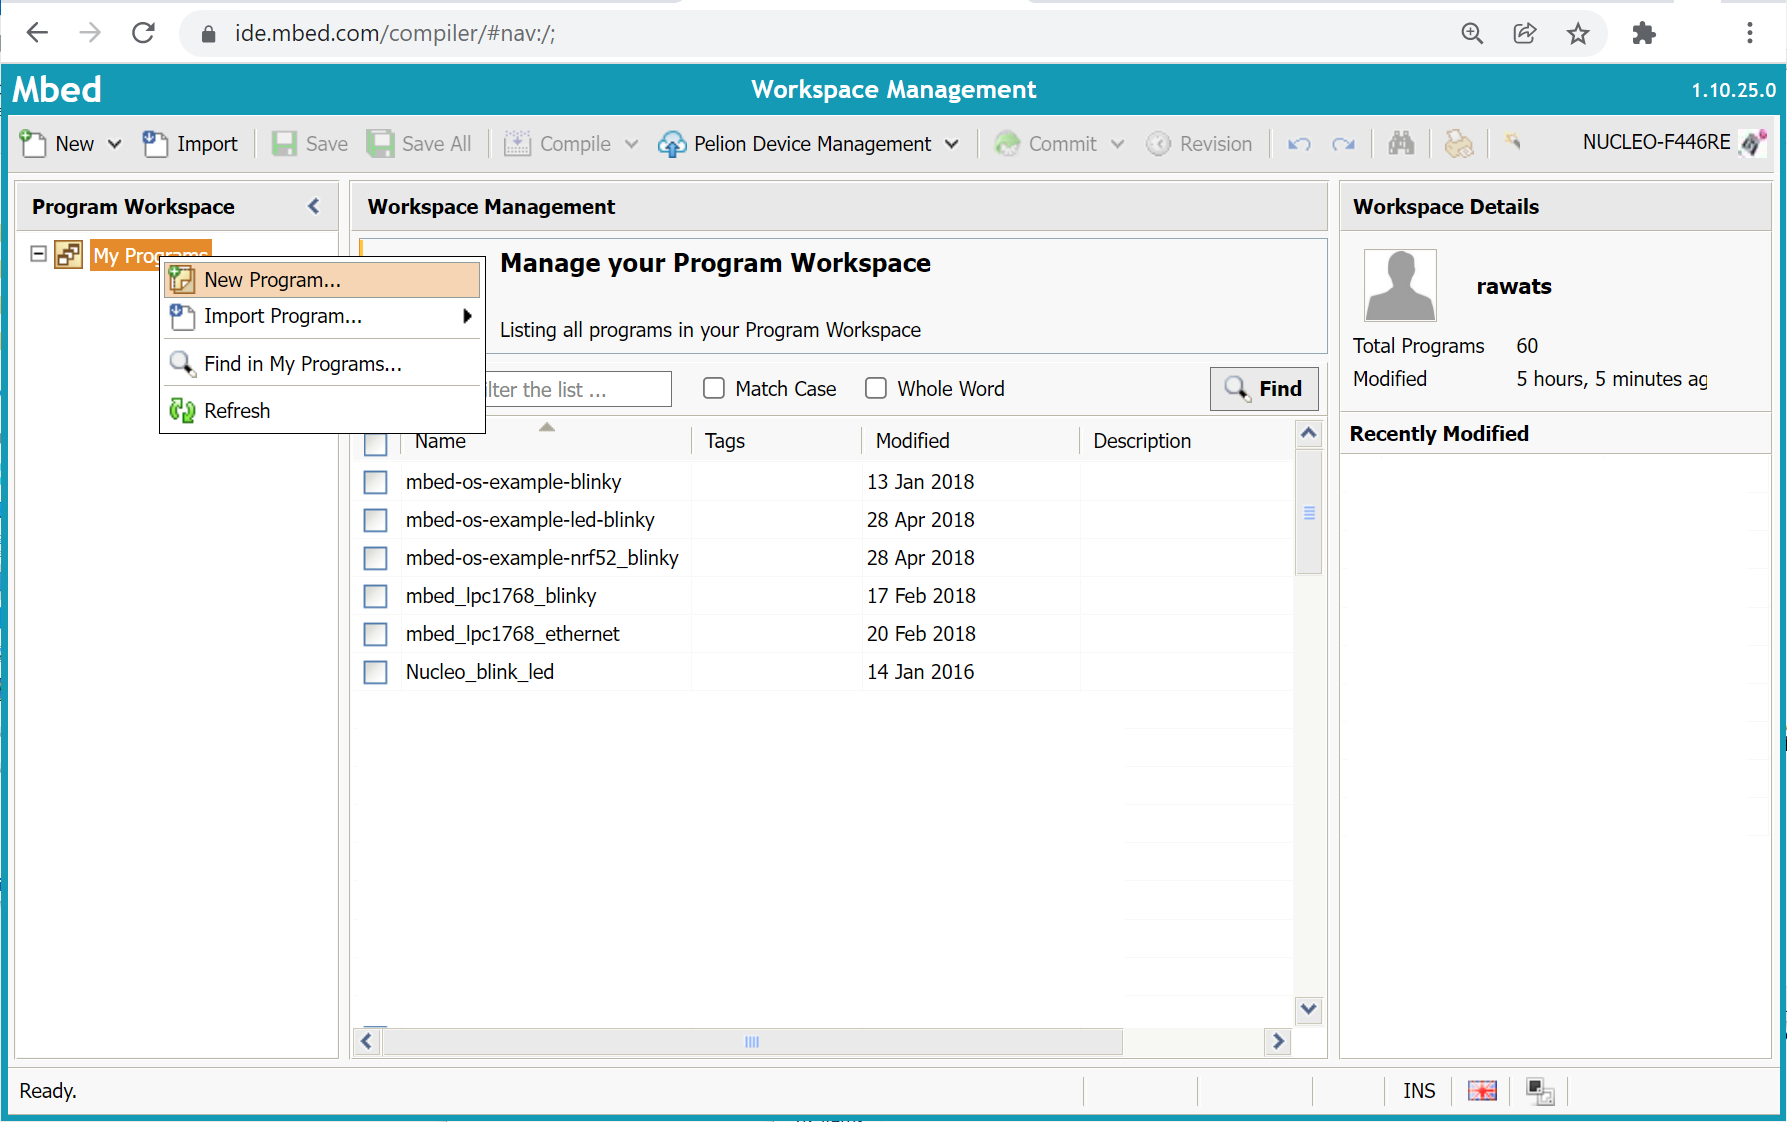 ide.mbed.com/compiler/#nav:/;
Mbed
Workspace Management
1.10.25.0
New
Import
Save
Save All
Compile
Pelion Device Management
Commit
Revision
NUCLEO-F446RE
Program Workspace
My Programs
New Program...
Import Program...
Find in My Programs...
Refresh
Workspace Management
Manage your Program Workspace
Listing all programs in your Program Workspace
ilter the list ...
Match Case
Whole Word
Find
Name
Tags
Modified
Description
mbed-os-example-blinky
13 Jan 2018
mbed-os-example-led-blinky
28 Apr 2018
mbed-os-example-nrf52_blinky
28 Apr 2018
mbed_lpc1768_blinky
17 Feb 2018
mbed_lpc1768_ethernet
20 Feb 2018
Nucleo_blink_led
14 Jan 2016
Workspace Details
rawats
Total Programs 60
Modified 5 hours, 5 minutes ag
Recently Modified
Ready.
INS